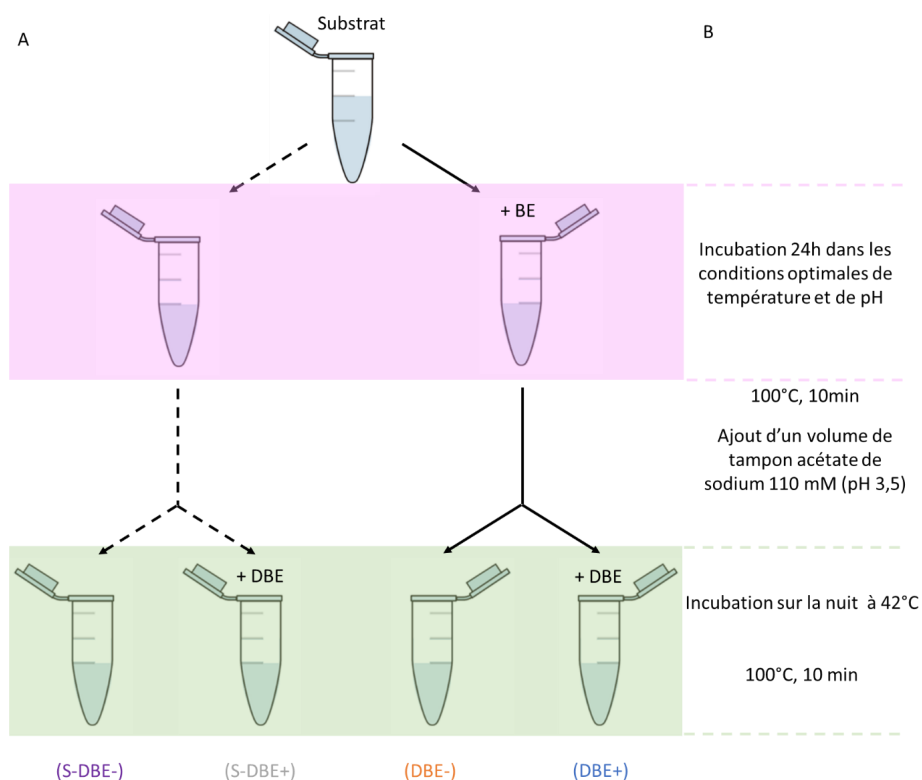 A
Substrat
B
+ BE
Incubation 24h dans les
conditions optimales de
température et de pH
100°C, 10min
Ajout d'un volume de
tampon acétate de
sodium 110 mM (pH 3,5)
+ DBE
+ DBE
Incubation sur la nuit à 42°C
100°C, 10 min
(S-DBE-)
(S-DBE+)
(DBE-)
(DBE+)